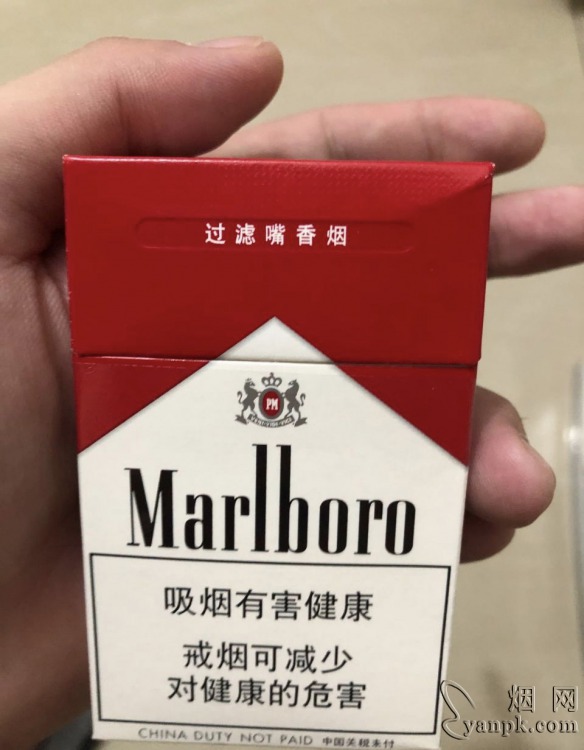 过滤嘴香烟
PM
Marlboro
吸烟有害健康
戒烟可减少
对健康的危害
CHINA DUTY NOT PAID 中国关税未付
烟网
yanpk.com